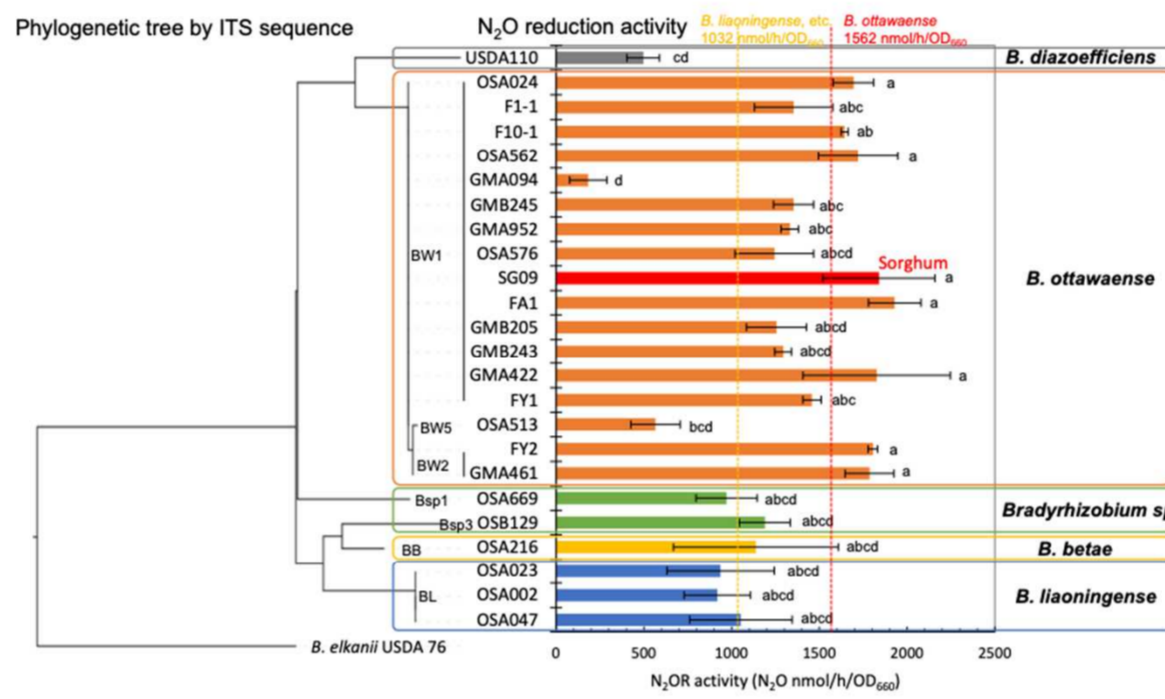 Phylogenetic tree by ITS sequence
N₂O reduction activity
B. liaoningense, etc.
1032 nmol/h/OD₆₆₀
B. ottawaense
1562 nmol/h/OD₆₆₀
USDA110 cd B. diazoefficiens
OSA024 a
F1-1 abc
F10-1 ab
OSA562 a
GMA094 d
GMB245 abc
GMA952 abc
BW1 OSA576 abcd
Sorghum
SG09 a B. ottawaense
FA1 a
GMB205 abcd
GMB243 abcd
GMA422 a
FY1 abc
BW5 OSA513 bcd
FY2 a
BW2 GMA461 a
Bsp1 OSA669 abcd
Bradyrhizobium sp
Bsp3 OSB129 abcd
BB OSA216 abcd B. betae
OSA023 abcd
BL OSA002 abcd B. liaoningense
OSA047 abcd
B. elkanii USDA 76
0 500 1000 1500 2000 2500
N₂OR activity (N₂O nmol/h/OD₆₆₀)